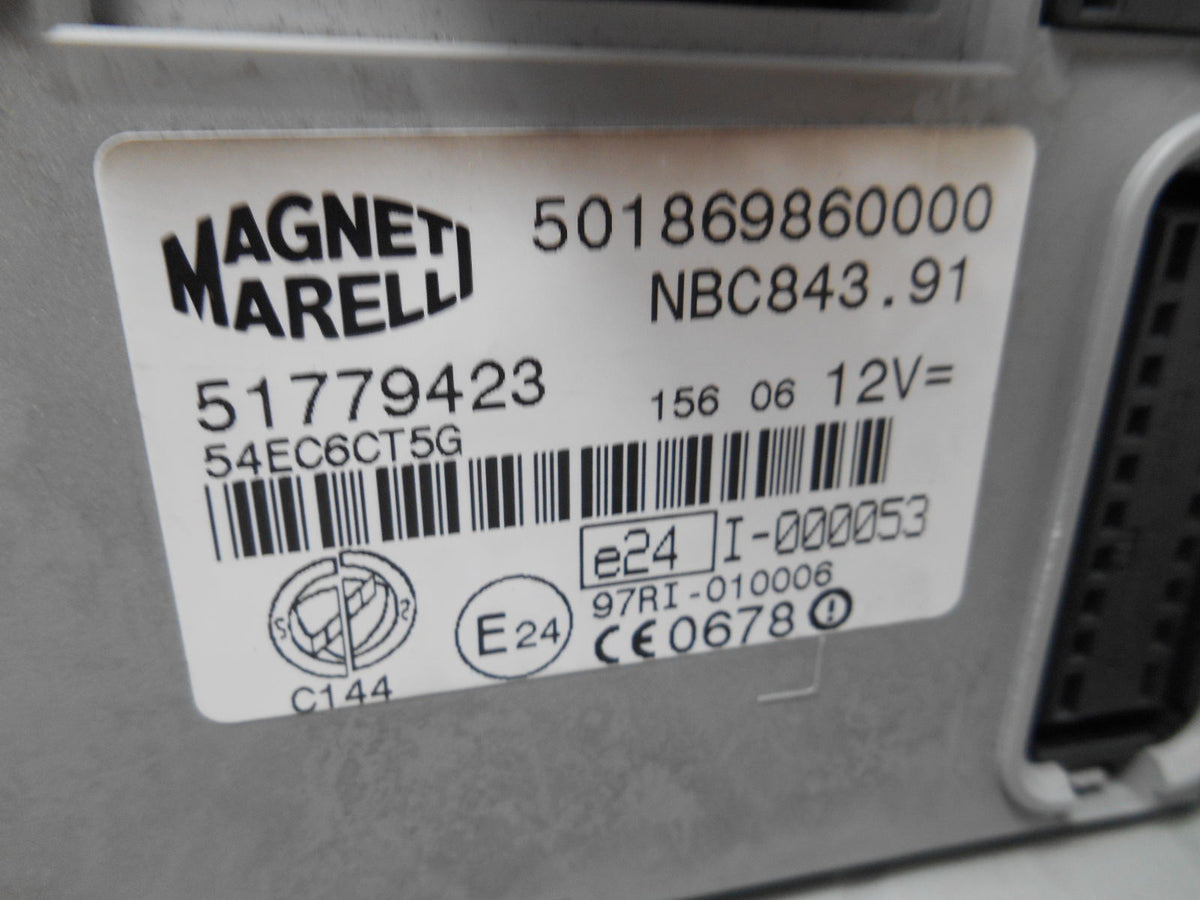 MAGNETI
MARELLI
501869860000
NBC843.91
51779423
156 06 12V=
54EC6CT5G
e24 I-000053
97RI-010006
E24
CE0678
C144